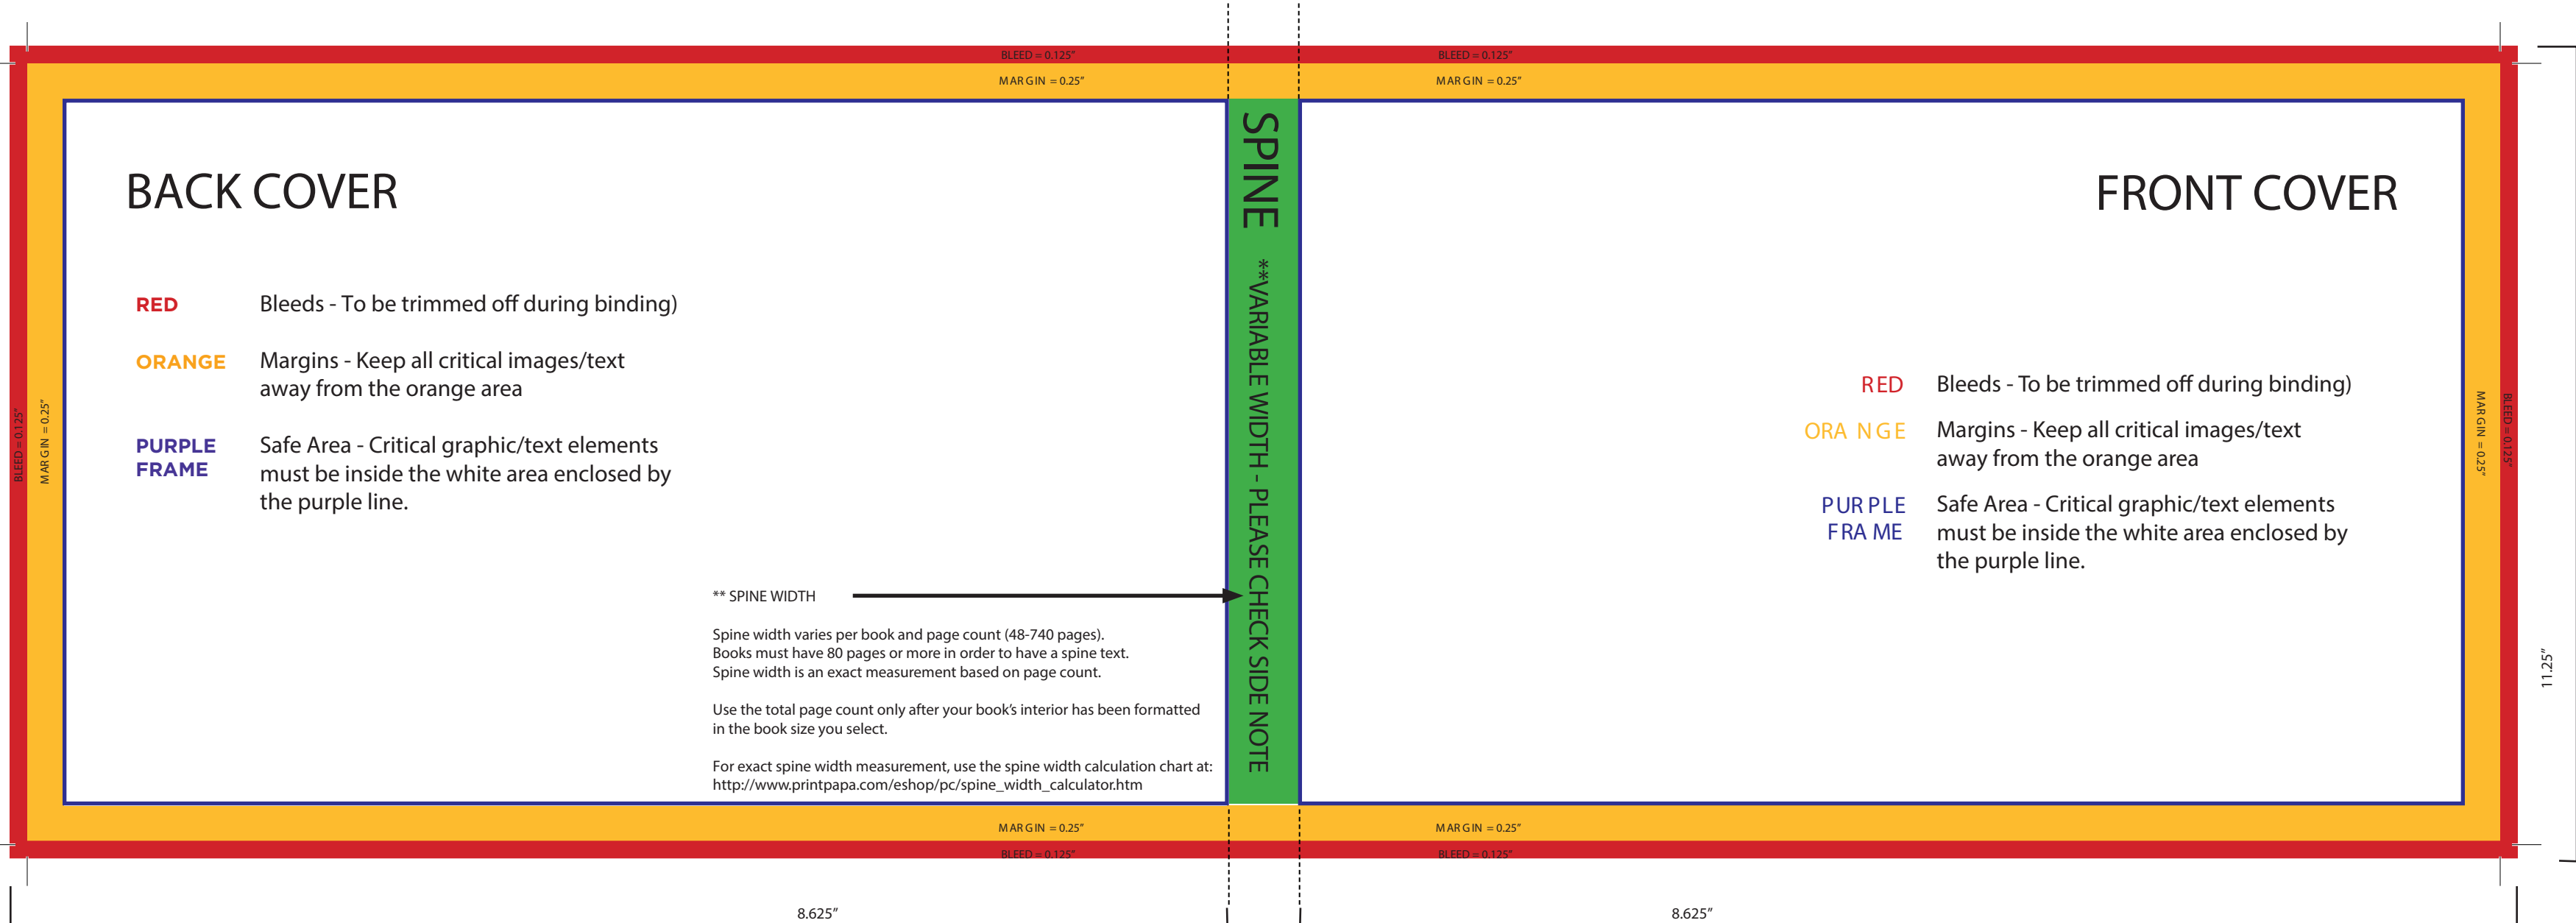 BLEED = 0.125"
BLEED = 0.125"
MARGIN = 0.25"
MARGIN = 0.25"
BACK COVER
RED Bleeds - To be trimmed off during binding)
ORANGE Margins - Keep all critical images/text
away from the orange area
PURPLE
FRAME
Safe Area - Critical graphic/text elements
must be inside the white area enclosed by
the purple line.
BLEED = 0.125"
MARGIN = 0.25"
** SPINE WIDTH
Spine width varies per book and page count (48-740 pages).
Books must have 80 pages or more in order to have a spine text.
Spine width is an exact measurement based on page count.
Use the total page count only after your book’s interior has been formatted
in the book size you select.
For exact spine width measurement, use the spine width calculation chart at:
http://www.printpapa.com/eshop/pc/spine_width_calculator.htm
SPINE **VARIABLE WIDTH - PLEASE CHECK SIDE NOTE
FRONT COVER
RED Bleeds - To be trimmed off during binding)
ORANGE Margins - Keep all critical images/text
away from the orange area
PURPLE
FRAME
Safe Area - Critical graphic/text elements
must be inside the white area enclosed by
the purple line.
MARGIN = 0.25"
BLEED = 0.125"
11.25"
MARGIN = 0.25"
MARGIN = 0.25"
BLEED = 0.125"
BLEED = 0.125"
8.625"
8.625"